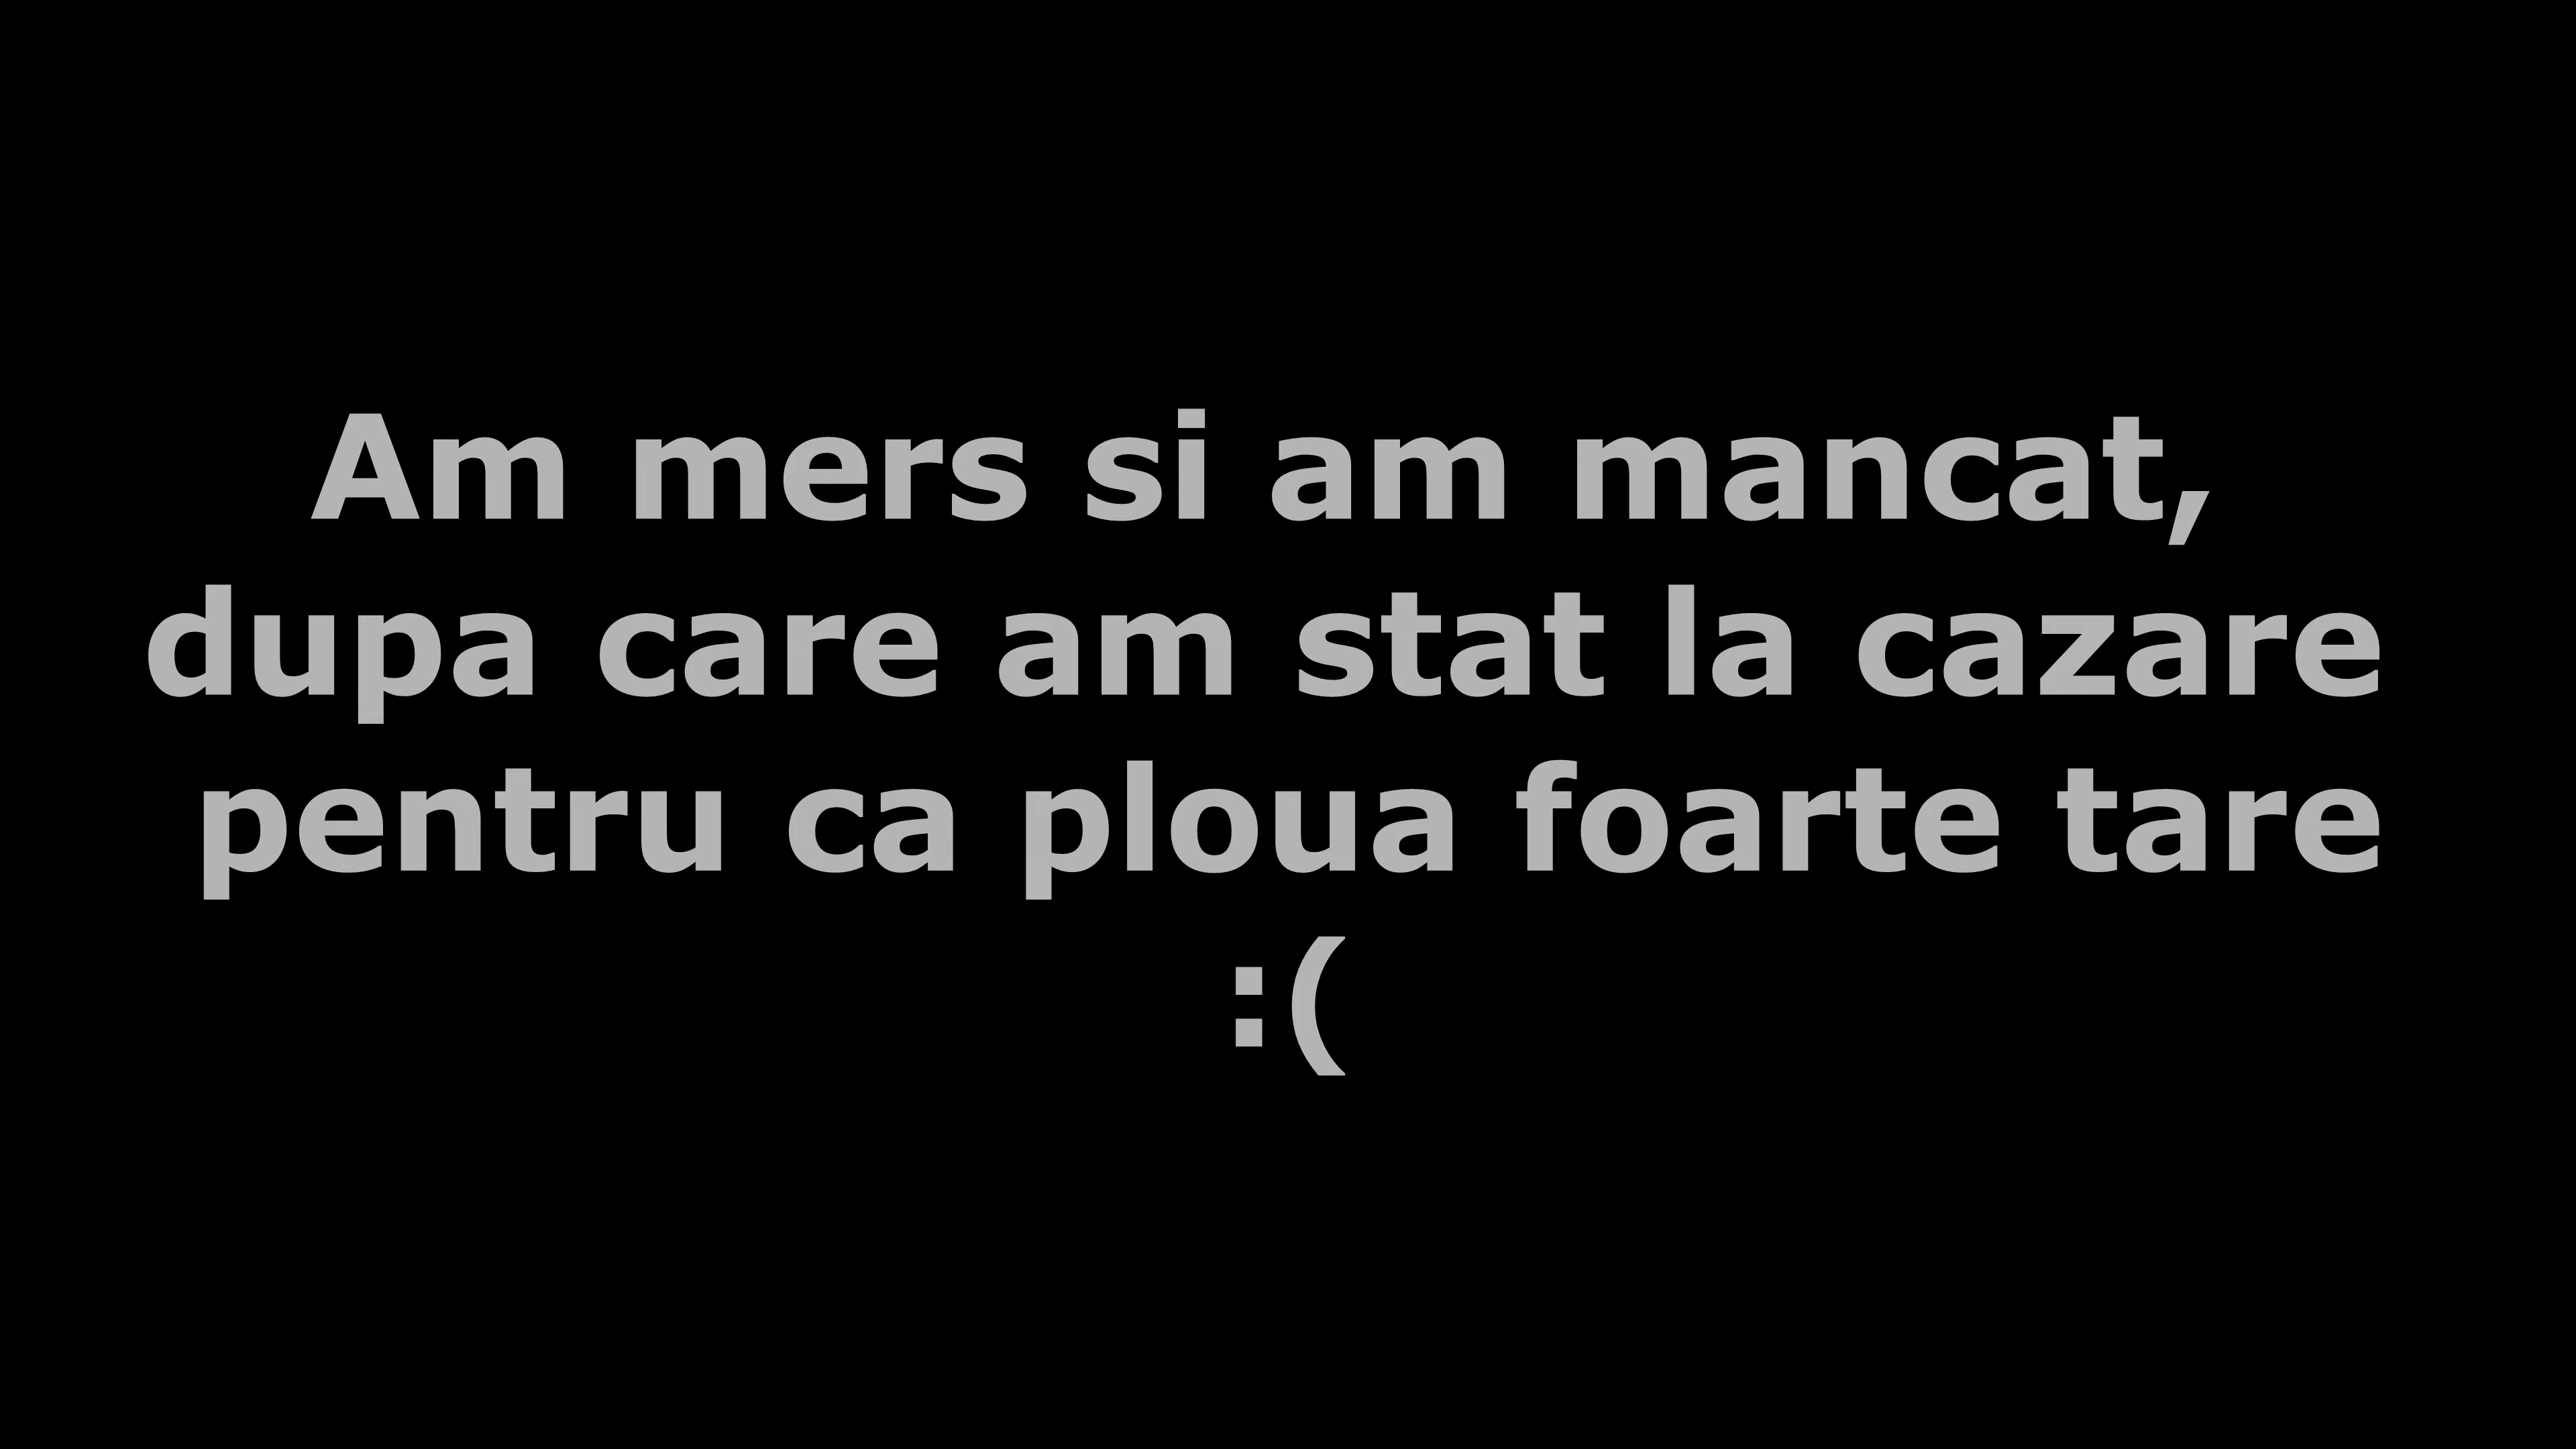 Am mers si am mancat,
dupa care am stat la cazare
pentru ca ploua foarte tare
:(